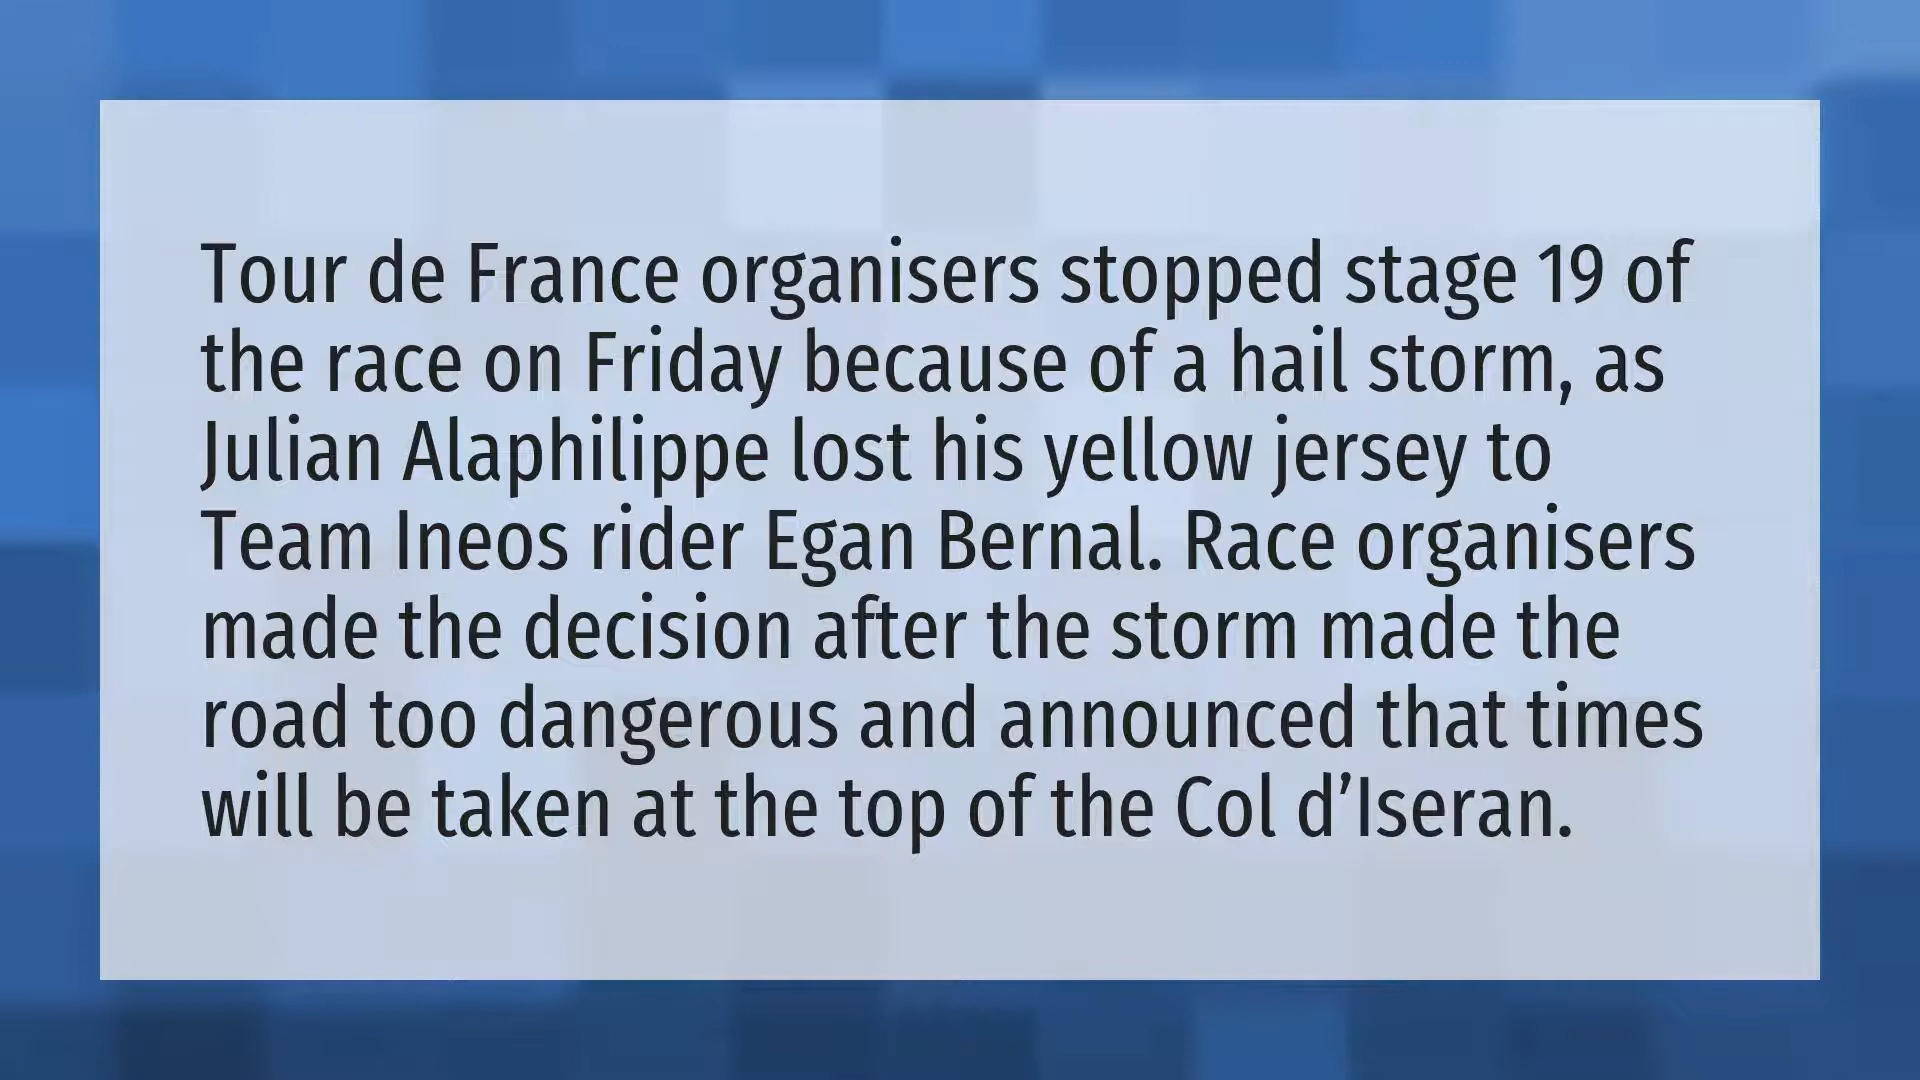 Tour de France organisers stopped stage 19 of
the race on Friday because of a hail storm, as
Julian Alaphilippe lost his yellow jersey to
Team Ineos rider Egan Bernal. Race organisers
made the decision after the storm made the
road too dangerous and announced that times
will be taken at the top of the Col d’Iseran.